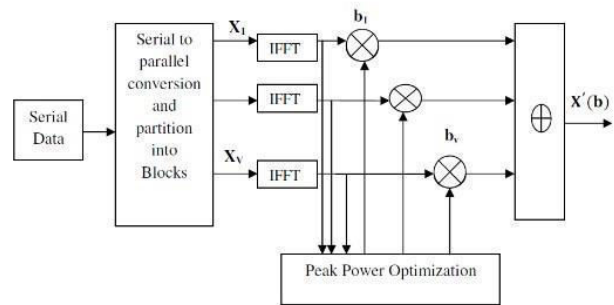 Serial
Data
Serial to
parallel
conversion
and
partition
into
Blocks
X₁
Xᵥ
IFFT
IFFT
IFFT
b₁
bᵥ
Peak Power Optimization
X'(b)